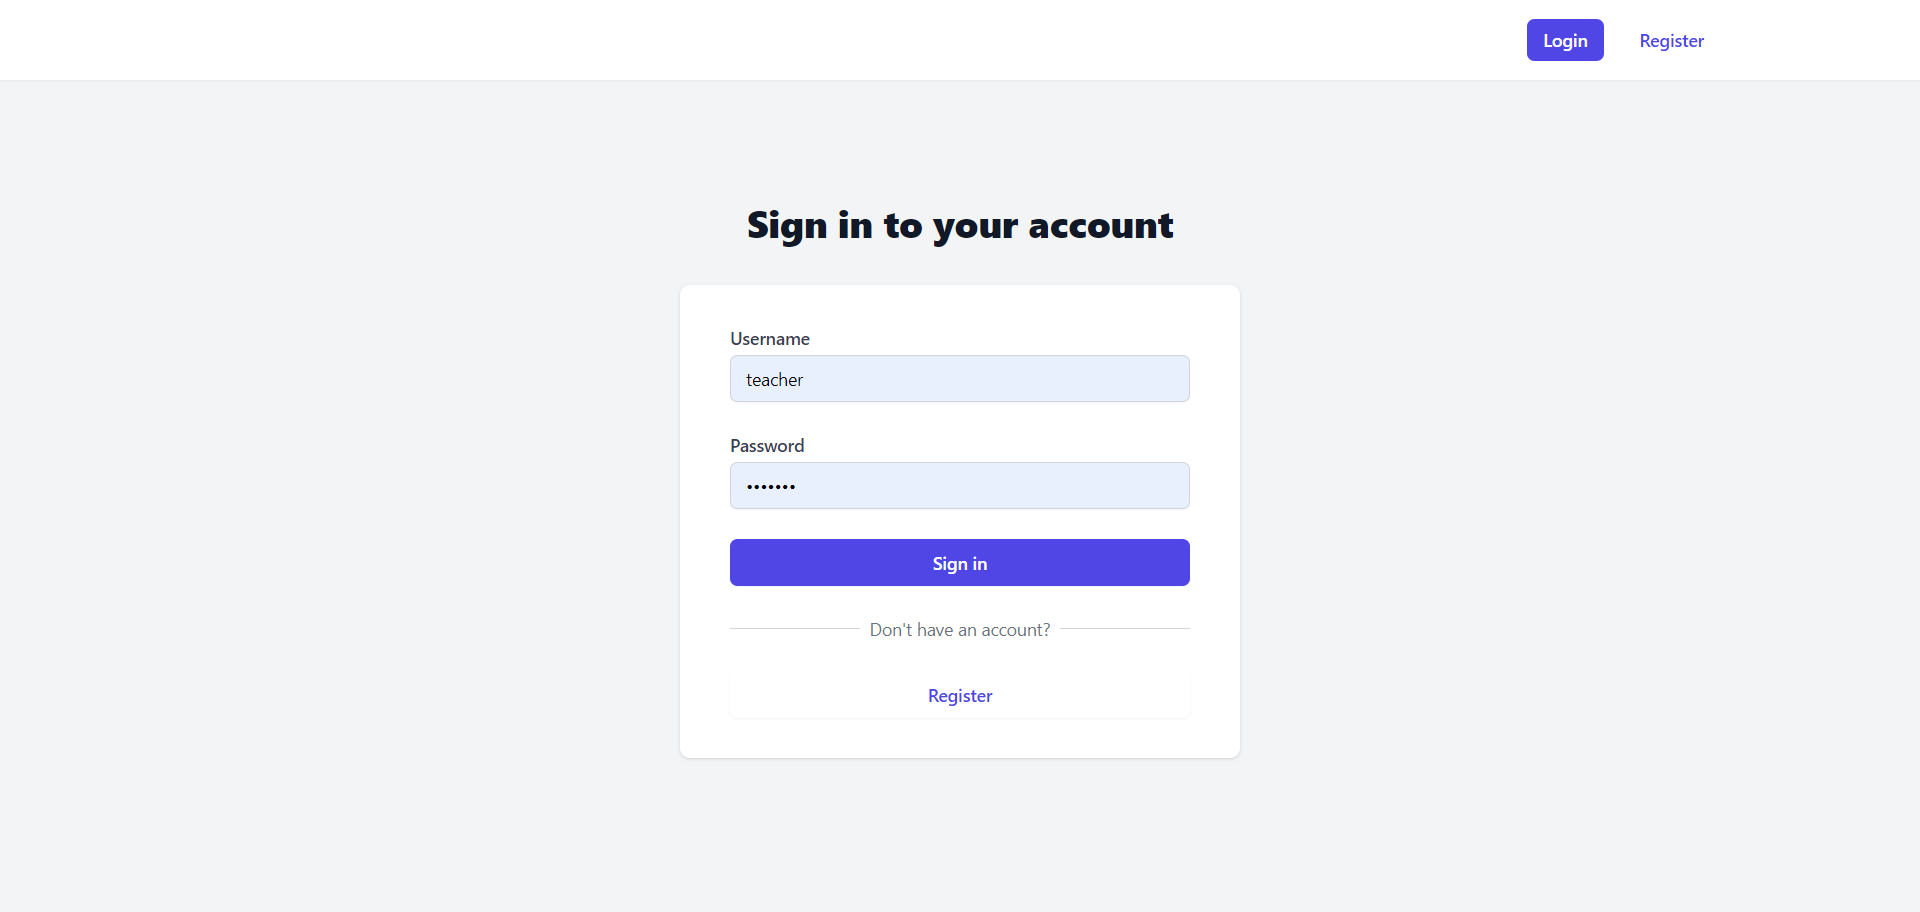 Login
Register
Sign in to your account
Username
teacher
Password
•••••••
Sign in
Don't have an account?
Register